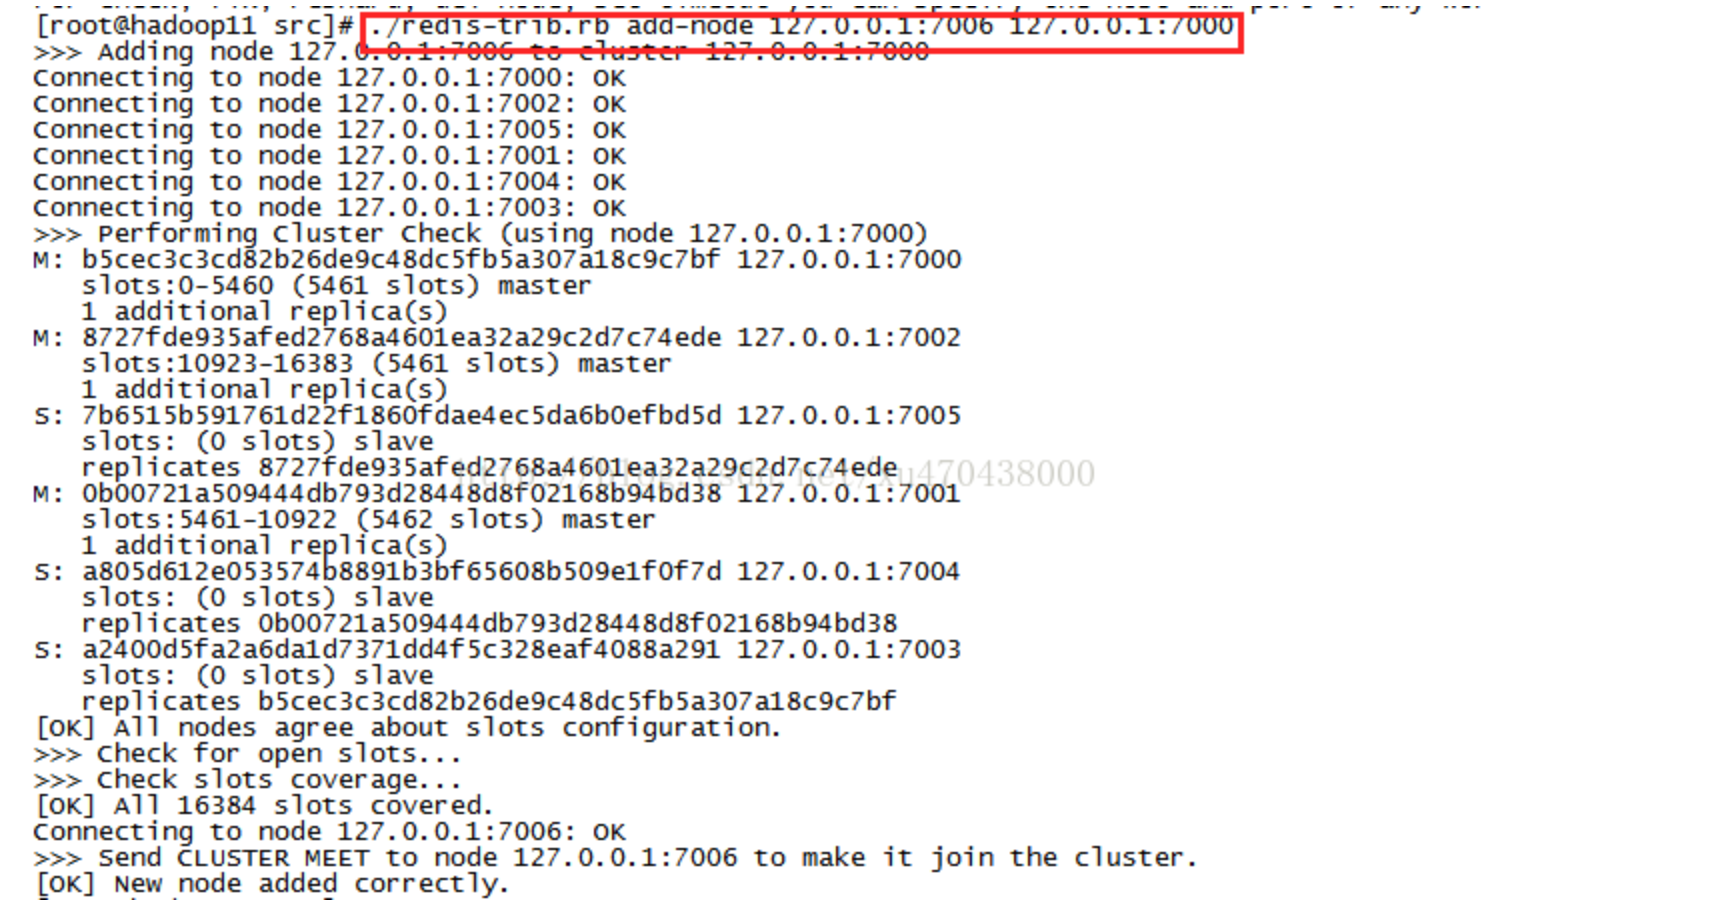 [root@hadoop11 src]# ./redis-trib.rb add-node 127.0.0.1:7006 127.0.0.1:7000
>>> Adding node 127.0.0.1:7006 to cluster 127.0.0.1:7000
Connecting to node 127.0.0.1:7000: OK
Connecting to node 127.0.0.1:7002: OK
Connecting to node 127.0.0.1:7005: OK
Connecting to node 127.0.0.1:7001: OK
Connecting to node 127.0.0.1:7004: OK
Connecting to node 127.0.0.1:7003: OK
>>> Performing Cluster Check (using node 127.0.0.1:7000)
M: b5cec3c3cd82b26de9c48dc5fb5a307a18c9c7bf 127.0.0.1:7000
slots:0-5460 (5461 slots) master
1 additional replica(s)
M: 8727fde935afed2768a4601ea32a29c2d7c74ede 127.0.0.1:7002
slots:10923-16383 (5461 slots) master
1 additional replica(s)
S: 7b6515b591761d22f1860fdae4ec5da6b0efbd5d 127.0.0.1:7005
slots: (0 slots) slave
replicates 8727fde935afed2768a4601ea32a29c2d7c74ede
http://blog.csdn.net/xu470438000
M: 0b00721a509444db793d28448d8f02168b94bd38 127.0.0.1:7001
slots:5461-10922 (5462 slots) master
1 additional replica(s)
S: a805d612e053574b8891b3bf65608b509e1f0f7d 127.0.0.1:7004
slots: (0 slots) slave
replicates 0b00721a509444db793d28448d8f02168b94bd38
S: a2400d5fa2a6da1d7371dd4f5c328eaf4088a291 127.0.0.1:7003
slots: (0 slots) slave
replicates b5cec3c3cd82b26de9c48dc5fb5a307a18c9c7bf
[OK] All nodes agree about slots configuration.
>>> Check for open slots...
>>> Check slots coverage...
[OK] All 16384 slots covered.
Connecting to node 127.0.0.1:7006: OK
>>> Send CLUSTER MEET to node 127.0.0.1:7006 to make it join the cluster.
[OK] New node added correctly.